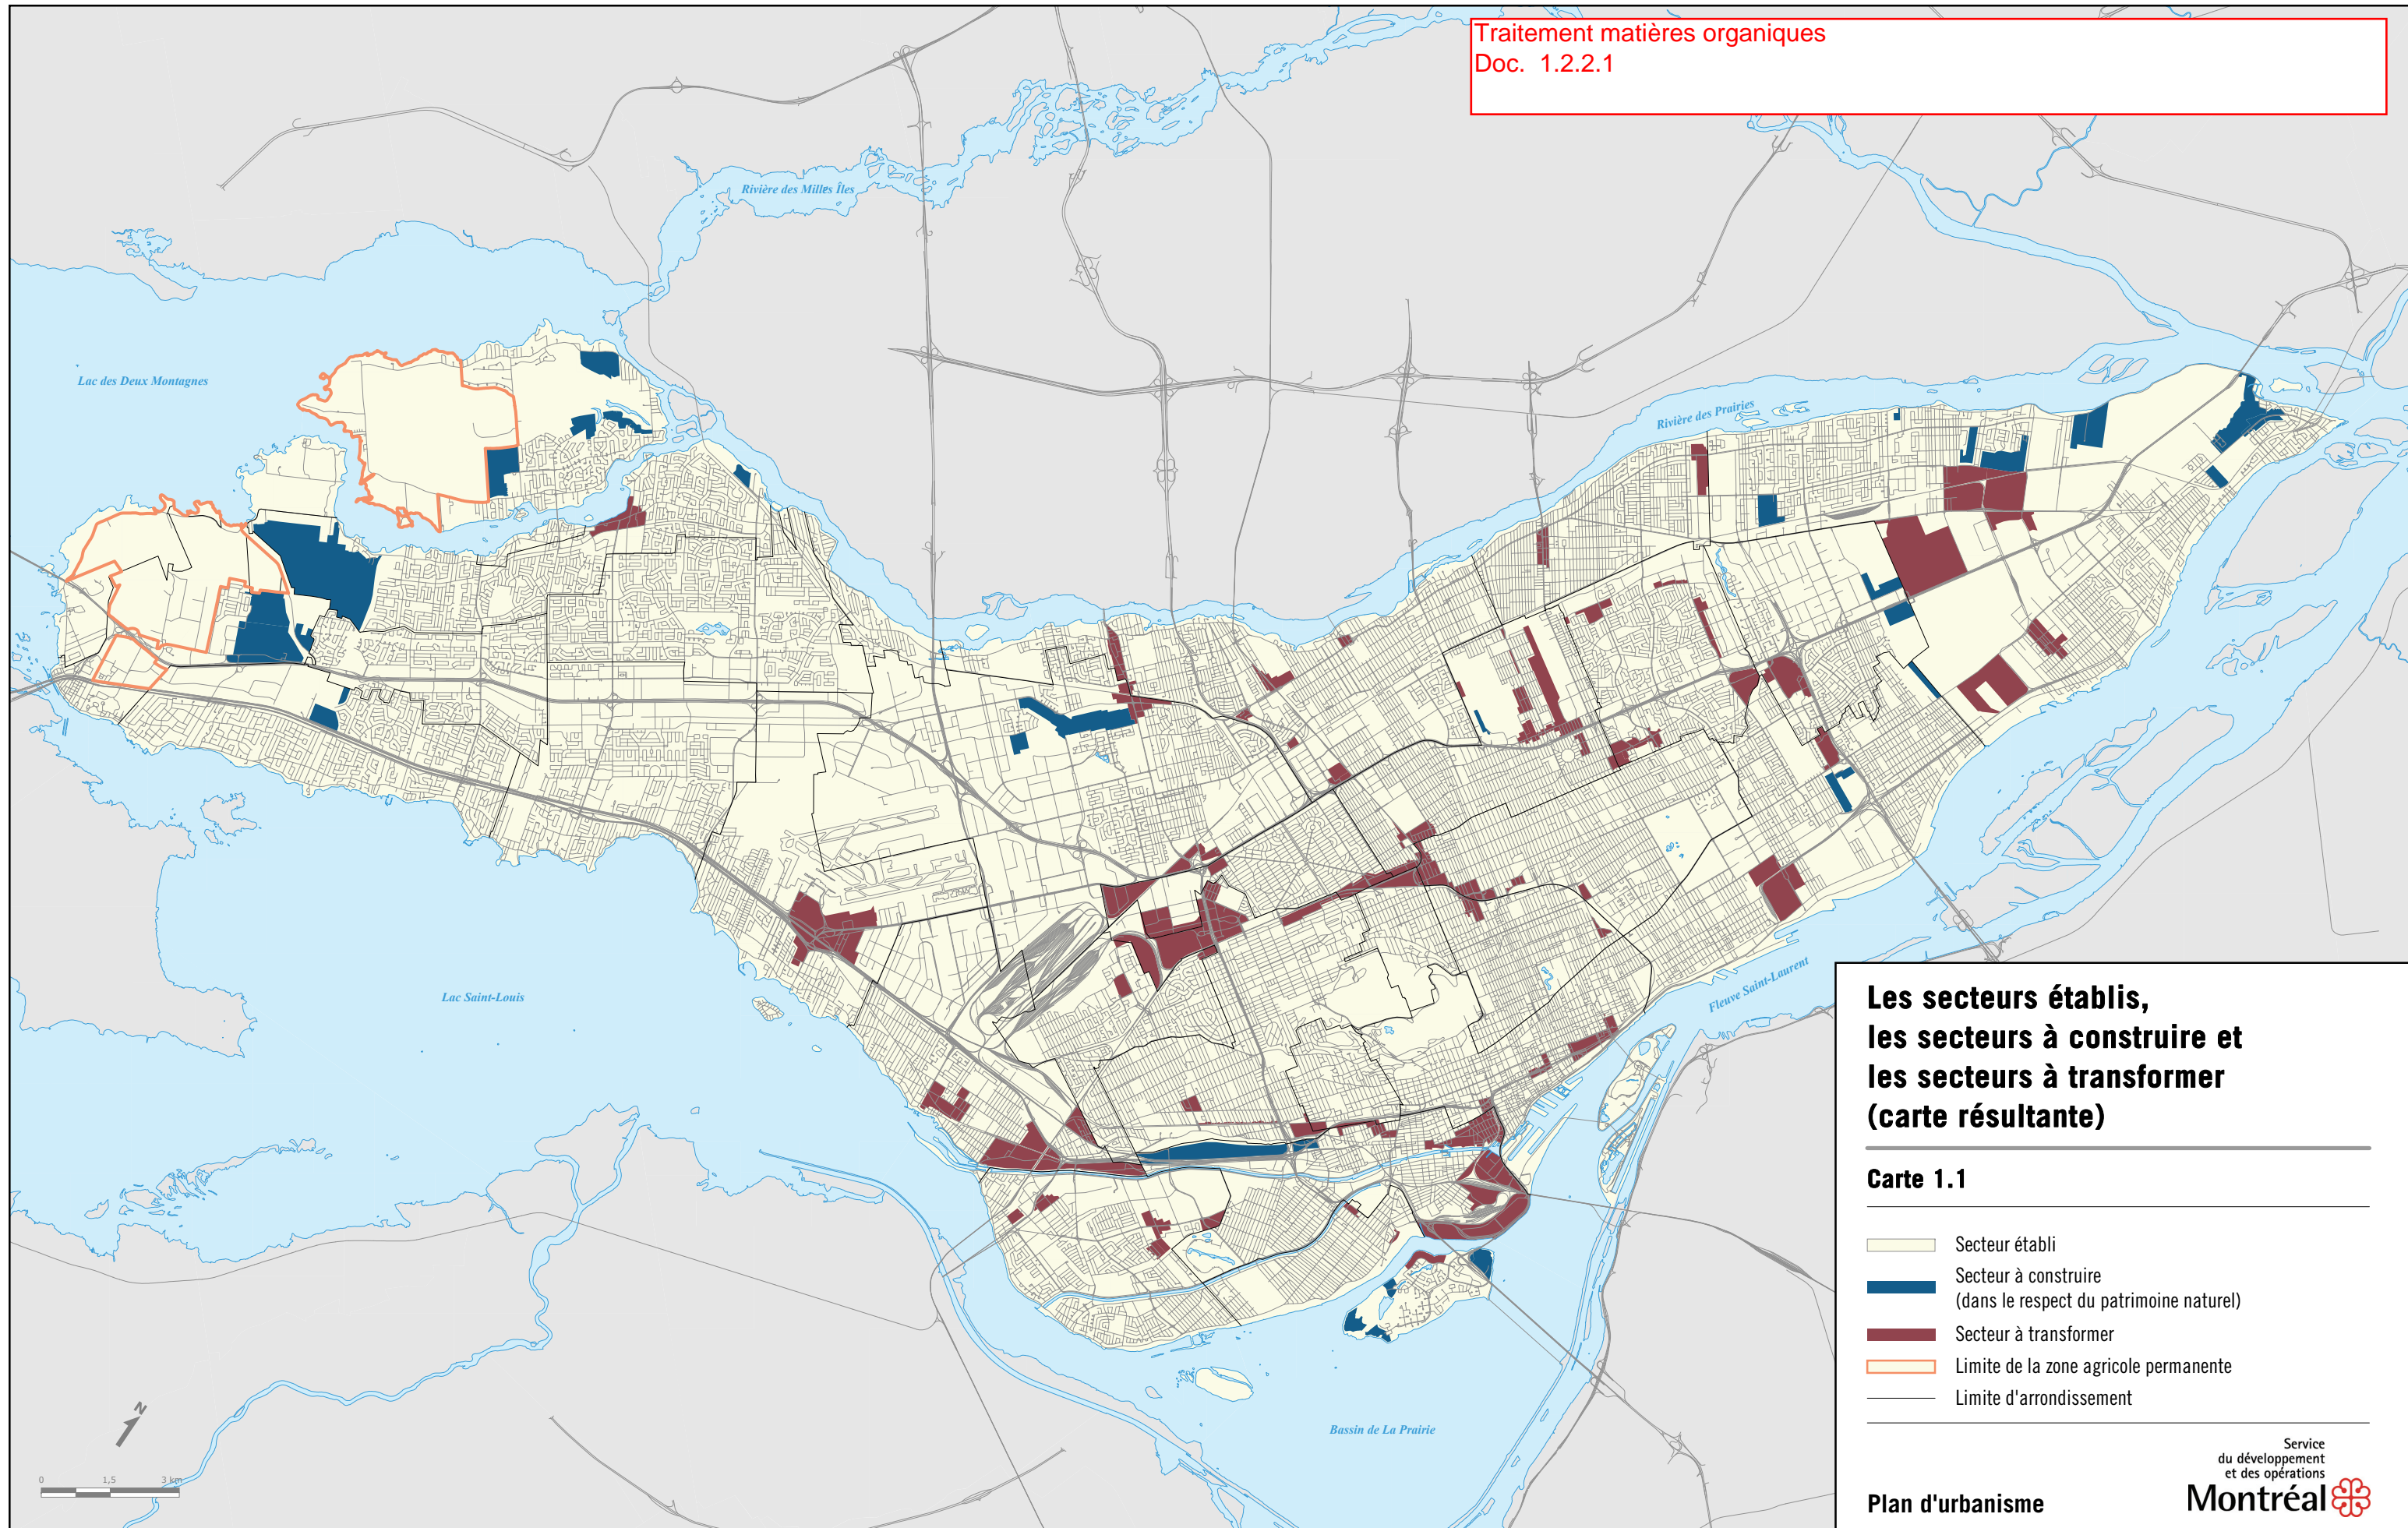 Traitement matières organiques
Doc. 1.2.2.1
Rivière des Milles Îles
Lac des Deux Montagnes
Rivière des Prairies
Lac Saint-Louis
Fleuve Saint-Laurent
Bassin de La Prairie
N
0 1,5 3 km
Les secteurs établis,
les secteurs à construire et
les secteurs à transformer
(carte résultante)
Carte 1.1
Secteur établi
Secteur à construire
(dans le respect du patrimoine naturel)
Secteur à transformer
Limite de la zone agricole permanente
Limite d'arrondissement
Service
du développement
et des opérations
Plan d'urbanisme
Montréal